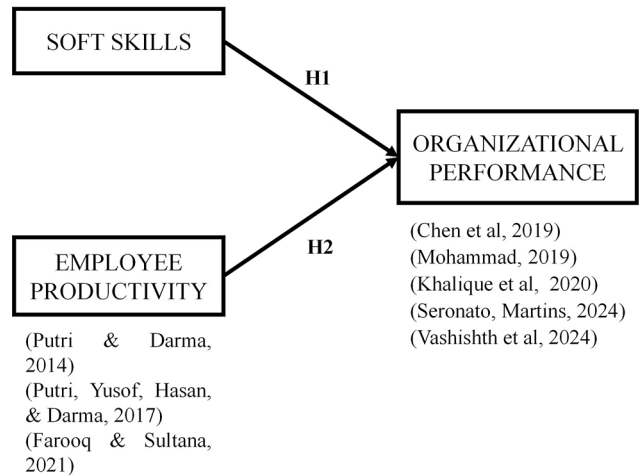 SOFT SKILLS
H1
ORGANIZATIONAL
PERFORMANCE
(Chen et al, 2019)
(Mohammad, 2019)
(Khalique et al, 2020)
(Seronato, Martins, 2024)
(Vashishth et al, 2024)
H2
EMPLOYEE
PRODUCTIVITY
(Putri & Darma,
2014)
(Putri, Yusof, Hasan,
& Darma, 2017)
(Farooq & Sultana,
2021)